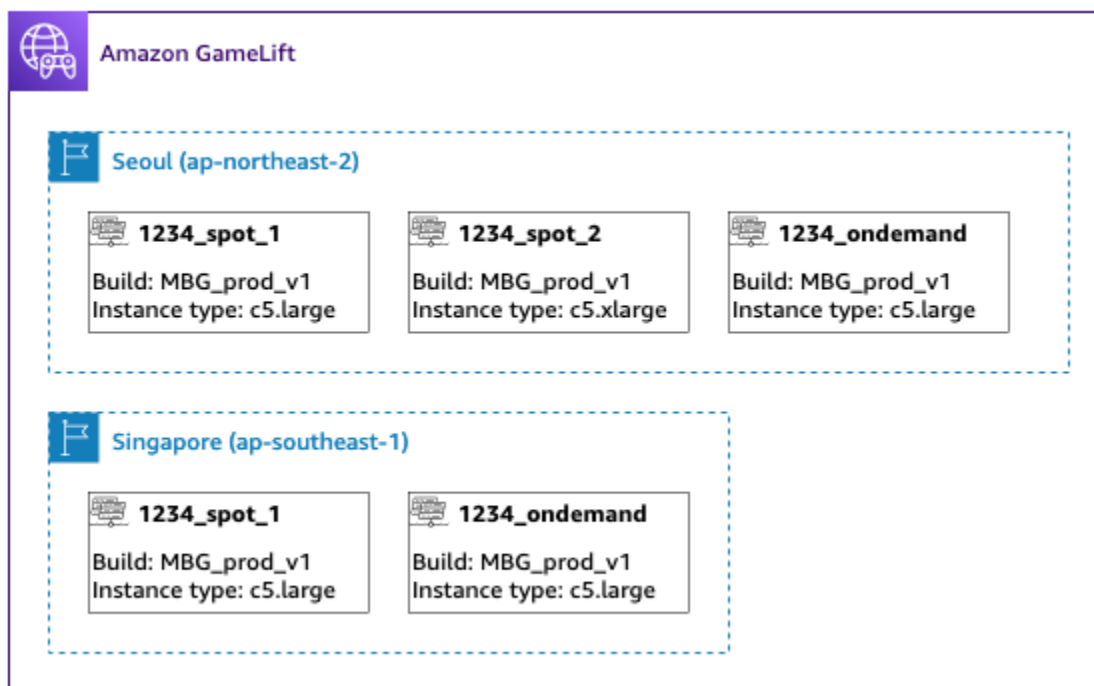 Amazon GameLift
Seoul (ap-northeast-2)
1234_spot_1
Build: MBG_prod_v1
Instance type: c5.large
1234_spot_2
Build: MBG_prod_v1
Instance type: c5.xlarge
1234_ondemand
Build: MBG_prod_v1
Instance type: c5.large
Singapore (ap-southeast-1)
1234_spot_1
Build: MBG_prod_v1
Instance type: c5.large
1234_ondemand
Build: MBG_prod_v1
Instance type: c5.large